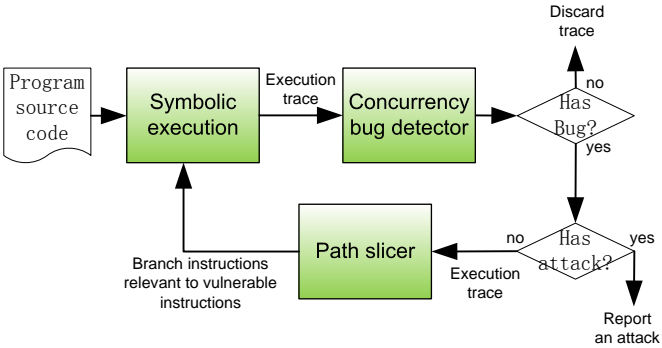 Discard
trace
Program
source
code
Symbolic
execution
Execution
trace
Concurrency
bug detector
no
Has
Bug?
yes
Has
attack?
no
yes
Path slicer
Execution
trace
Branch instructions
relevant to vulnerable
instructions
Report
an attack